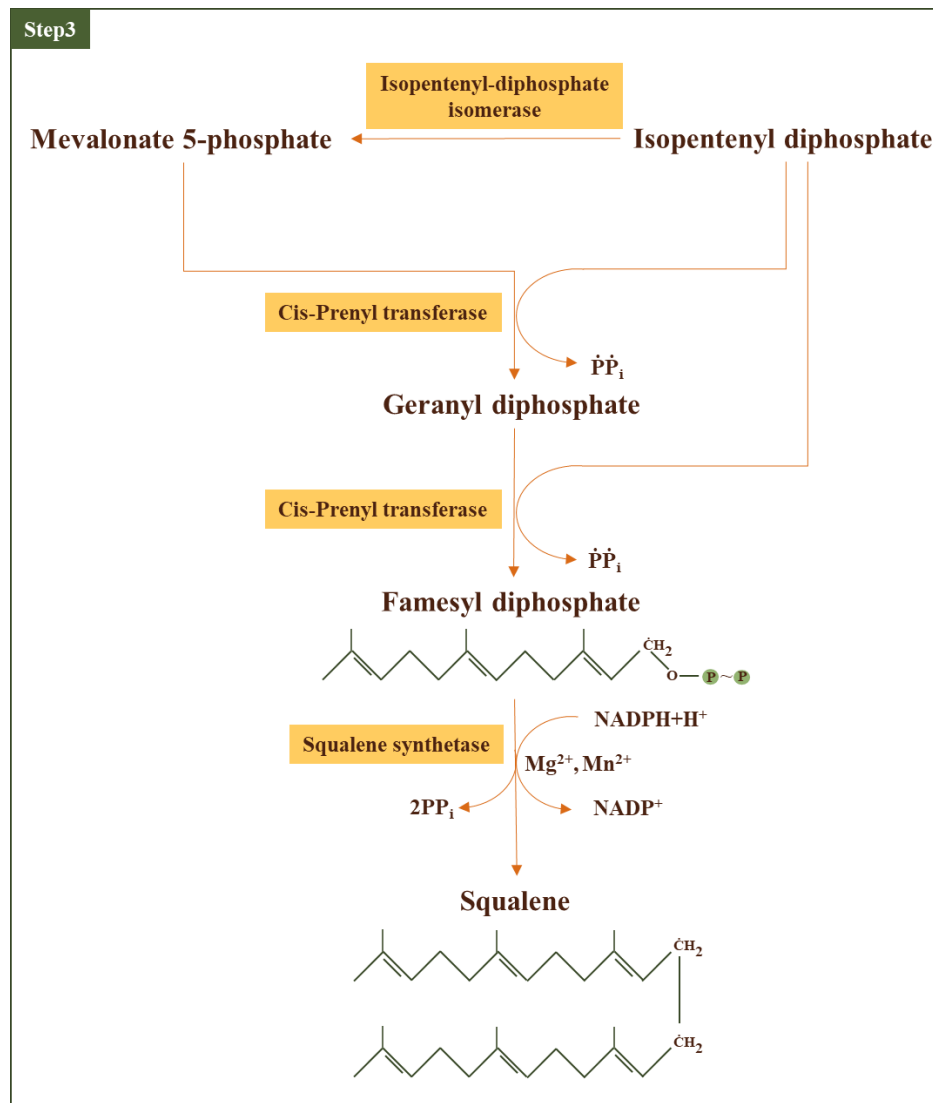 Step3
Isopentenyl-diphosphate
isomerase
Mevalonate 5-phosphate
Isopentenyl diphosphate
Cis-Prenyl transferase
ṖṖi
Geranyl diphosphate
Cis-Prenyl transferase
ṖṖi
Famesyl diphosphate
ĊH2
O P ~ P
NADPH+H+
Squalene synthetase
Mg2+, Mn2+
2PPi
NADP+
Squalene
ĊH2
ĊH2